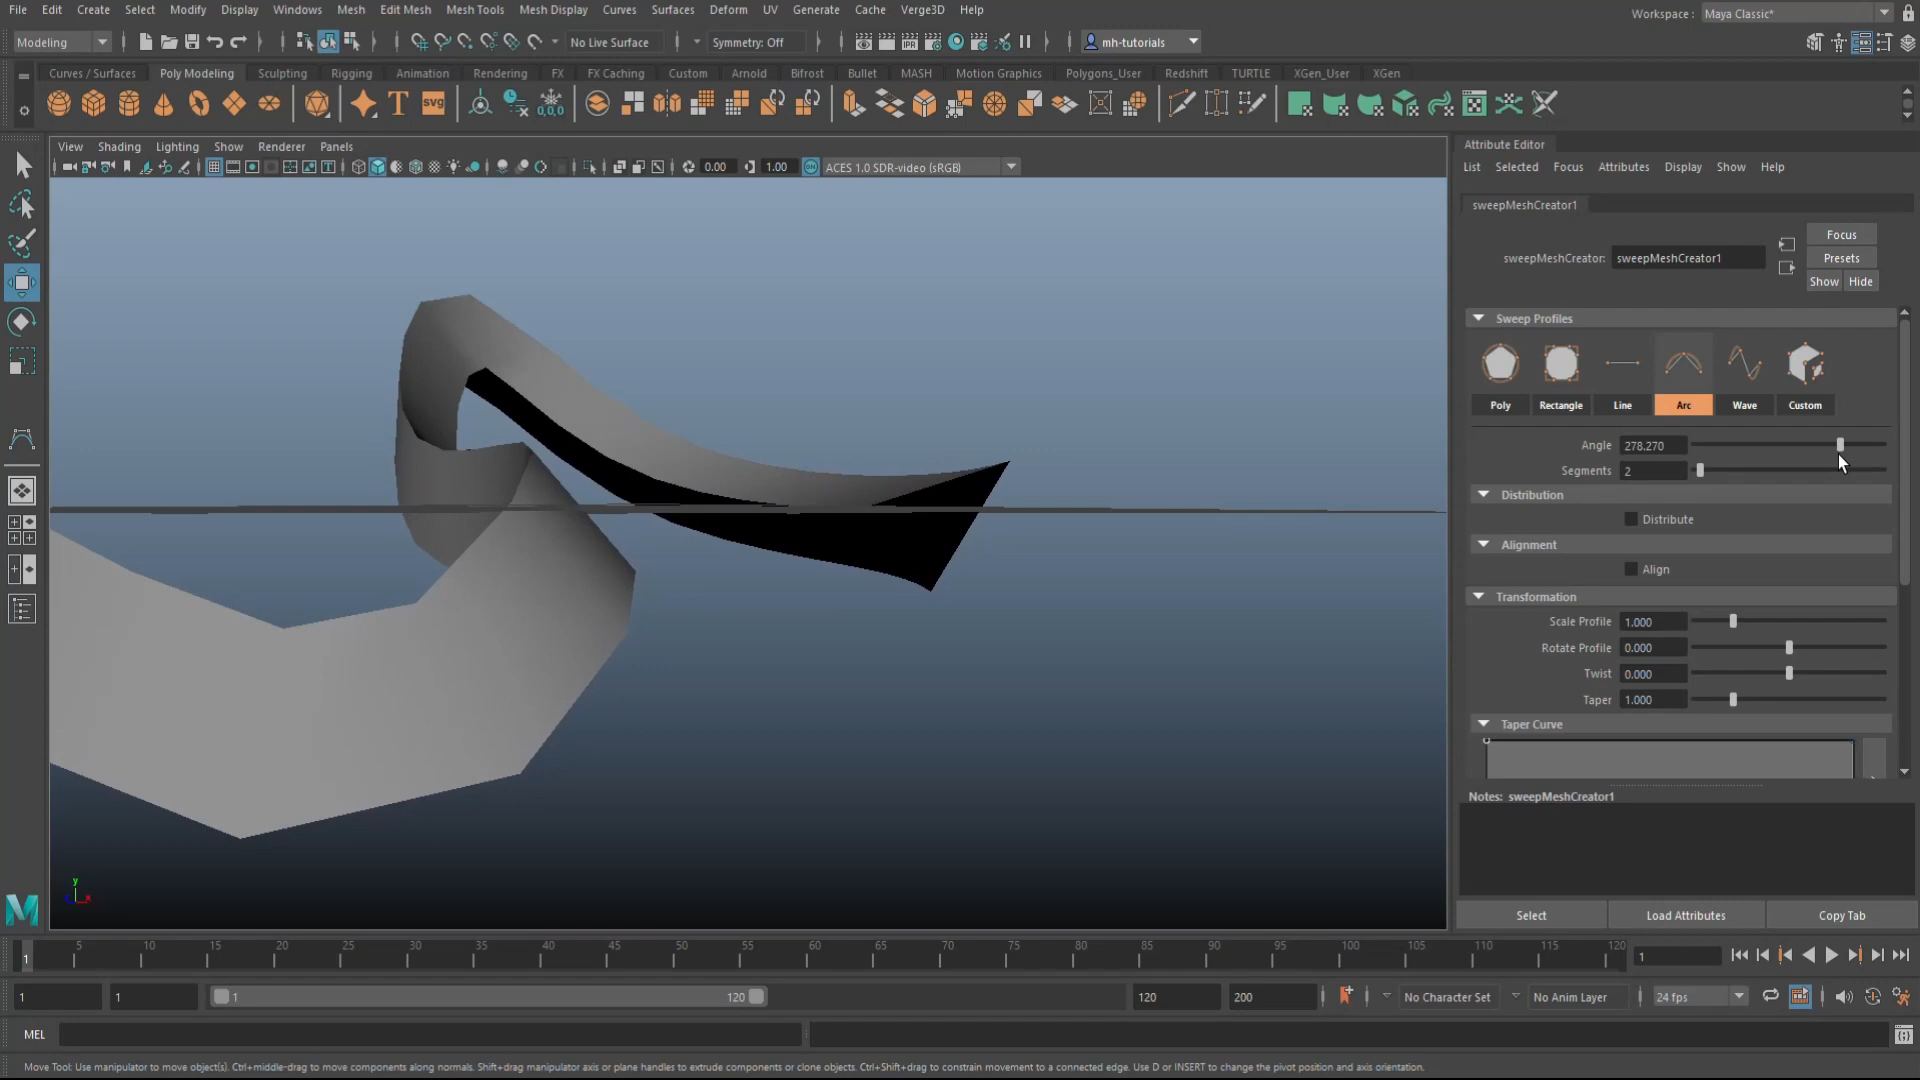 File Edit Create Select Modify Display Windows Mesh Edit Mesh Mesh Tools Mesh Display Curves Surfaces Deform UV Generate Cache Verge3D Help
Workspace : Maya Classic*
Modeling No Live Surface Symmetry: Off mh-tutorials
Curves / Surfaces Poly Modeling Sculpting Rigging Animation Rendering FX FX Caching Custom Arnold Bifrost Bullet MASH Motion Graphics Polygons_User Redshift TURTLE XGen_User XGen
T svg 0,0,0 IPR
View Shading Lighting Show Renderer Panels
0.00 1.00 ON ACES 1.0 SDR-video (sRGB)
Attribute Editor
List Selected Focus Attributes Display Show Help
sweepMeshCreator1
sweepMeshCreator: sweepMeshCreator1
Focus
Presets
Show Hide
Sweep Profiles
Poly Rectangle Line Arc Wave Custom
Angle 278.270
Segments 2
Distribution
Distribute
Alignment
Align
Transformation
Scale Profile 1.000
Rotate Profile 0.000
Twist 0.000
Taper 1.000
Taper Curve
Notes: sweepMeshCreator1
Select Load Attributes Copy Tab
y
x
M
1 5 10 15 20 25 30 35 40 45 50 55 60 65 70 75 80 85 90 95 100 105 110 115 120 1
1 1 1 120 120 200 No Character Set No Anim Layer 24 fps
MEL
Move Tool: Use manipulator to move object(s). Ctrl+middle-drag to move components along normals. Shift+drag manipulator axis or plane handles to extrude components or clone objects. Ctrl+Shift+drag to constrain movement to a connected edge. Use D or INSERT to change the pivot position and axis orientation.